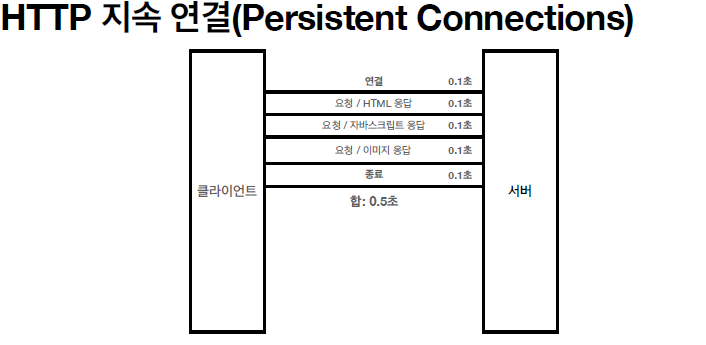 HTTP 지속 연결(Persistent Connections)
연결 0.1초
요청 / HTML 응답 0.1초
요청 / 자바스크립트 응답 0.1초
요청 / 이미지 응답 0.1초
종료 0.1초
클라이언트
서버
합: 0.5초